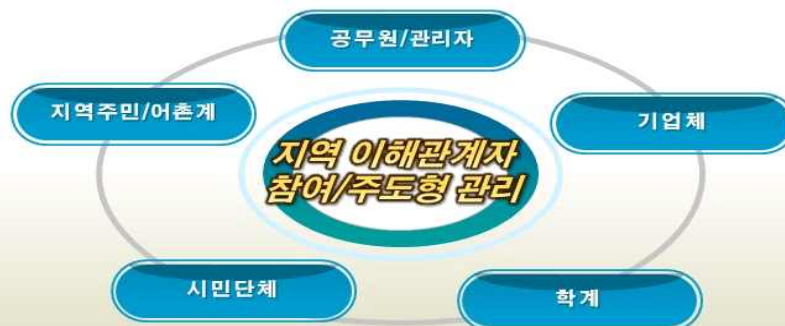 공무원/관리자
지역주민/어촌계
기업체
지역 이해관계자
참여/주도형 관리
시민단체
학계